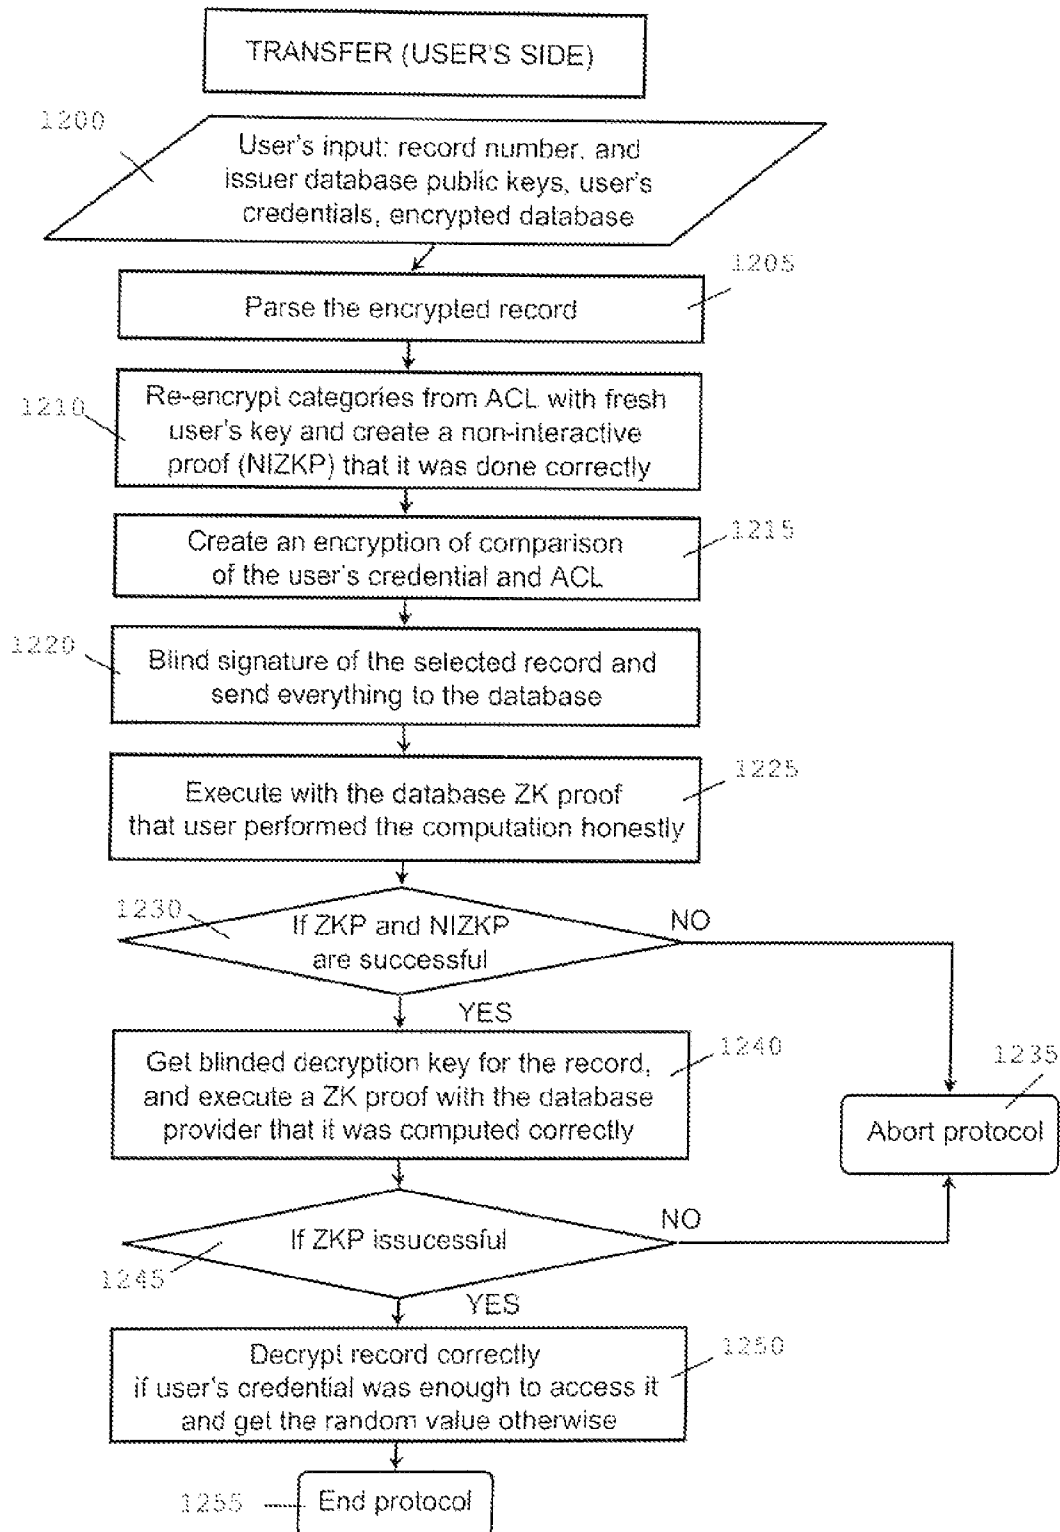 TRANSFER (USER'S SIDE)
1200
User's input: record number, and
issuer database public keys, user's
credentials, encrypted database
1205
Parse the encrypted record
1210
Re-encrypt categories from ACL with fresh
user's key and create a non-interactive
proof (NIZKP) that it was done correctly
1215
Create an encryption of comparison
of the user's credential and ACL
1220
Blind signature of the selected record and
send everything to the database
1225
Execute with the database ZK proof
that user performed the computation honestly
1230
If ZKP and NIZKP
are successful
NO
YES
1240
Get blinded decryption key for the record,
and execute a ZK proof with the database
provider that it was computed correctly
1235
Abort protocol
If ZKP issucessful
NO
1245
YES
1250
Decrypt record correctly
if user's credential was enough to access it
and get the random value otherwise
1255
End protocol